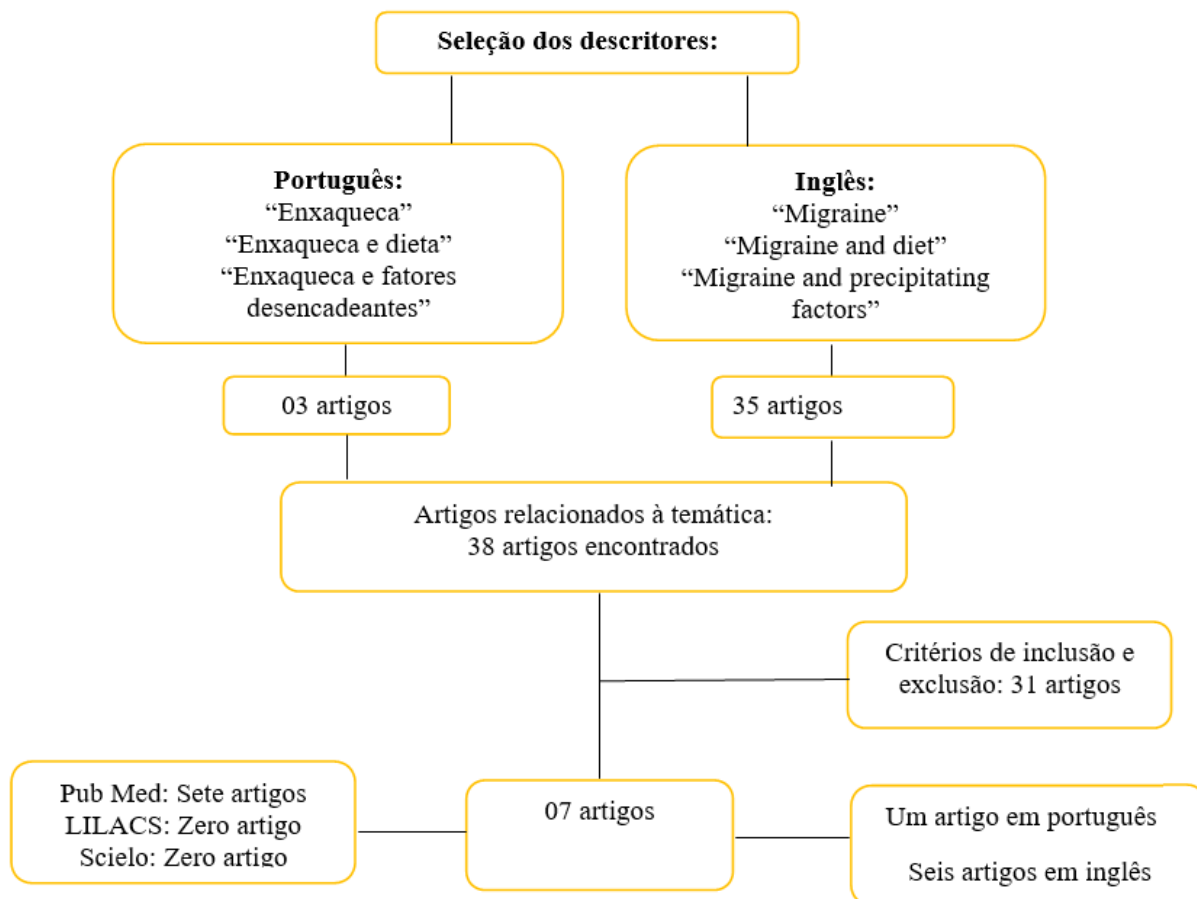 Seleção dos descritores:
Português:
“Enxaqueca”
“Enxaqueca e dieta”
“Enxaqueca e fatores
desencadeantes”
Inglês:
“Migraine”
“Migraine and diet”
“Migraine and precipitating
factors”
03 artigos
35 artigos
Artigos relacionados à temática:
38 artigos encontrados
Critérios de inclusão e
exclusão: 31 artigos
Pub Med: Sete artigos
LILACS: Zero artigo
Scielo: Zero artigo
07 artigos
Um artigo em português
Seis artigos em inglês